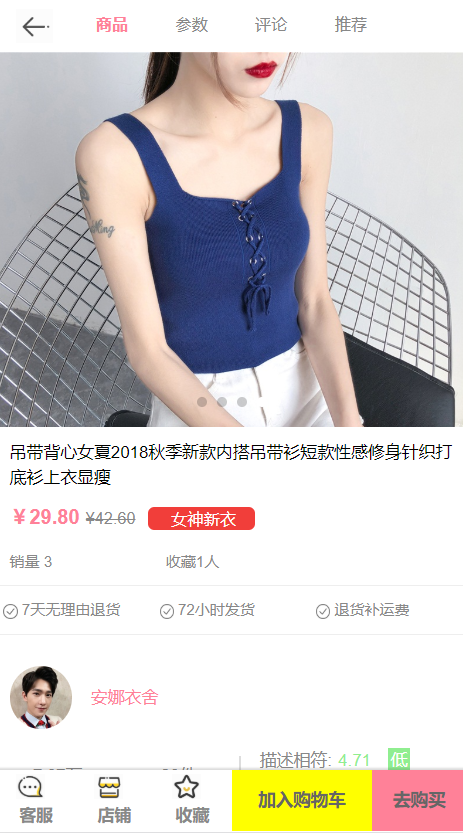 商品 参数 评论 推荐
吊带背心女夏2018秋季新款内搭吊带衫短款性感修身针织打
底衫上衣显瘦
￥29.80 ¥42.60 女神新衣
销量 3 收藏1人
7天无理由退货 72小时发货 退货补运费
安娜衣舍
描述相符: 4.71 低
客服 店铺 收藏 加入购物车 去购买